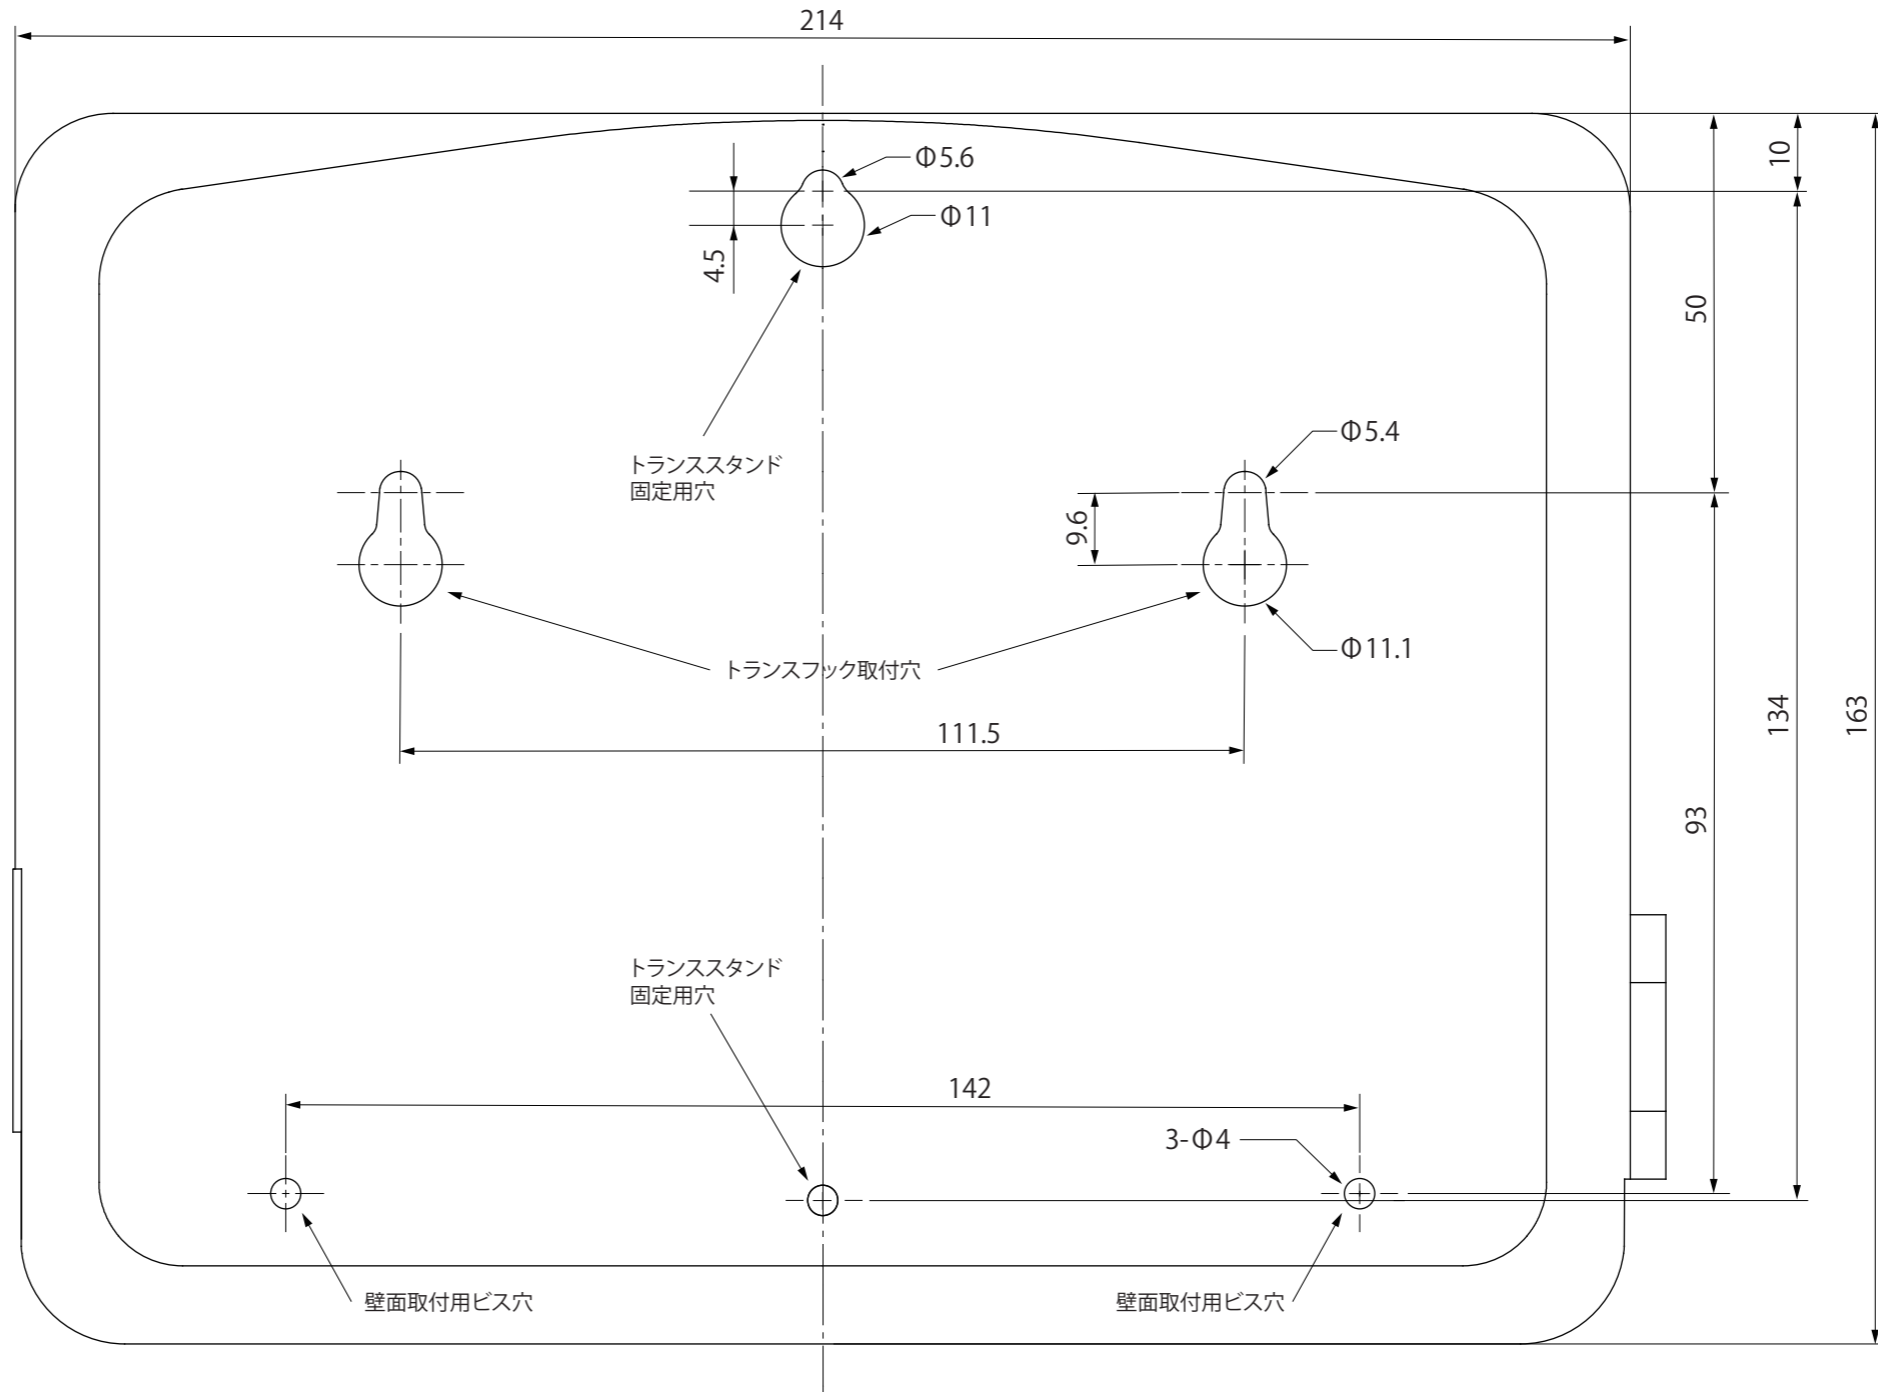 214
Φ5.6
10
Φ11
4.5
50
Φ5.4
トランススタンド
固定用穴
9.6
Φ11.1
トランスフック取付穴
134
163
111.5
93
トランススタンド
固定用穴
142
3-Φ4
壁面取付用ビス穴
壁面取付用ビス穴